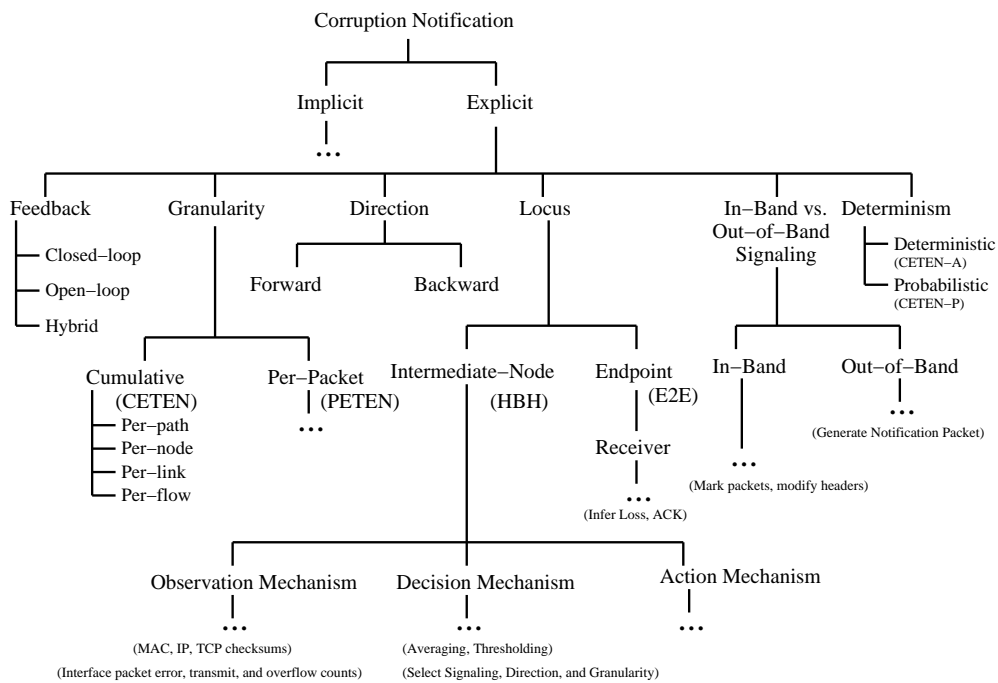 Corruption Notification
Implicit
Explicit
...
Feedback
Granularity
Direction
Locus
In−Band vs.
Out−of−Band
Signaling
Determinism
Closed−loop
Open−loop
Hybrid
Forward
Backward
Deterministic
(CETEN−A)
Probabilistic
(CETEN−P)
Cumulative
(CETEN)
Per−path
Per−node
Per−link
Per−flow
Per−Packet
(PETEN)
...
Intermediate−Node
(HBH)
Endpoint
(E2E)
Receiver
...
(Infer Loss, ACK)
In−Band
...
(Mark packets, modify headers)
Out−of−Band
...
(Generate Notification Packet)
Observation Mechanism
...
(MAC, IP, TCP checksums)
(Interface packet error, transmit, and overflow counts)
Decision Mechanism
...
(Averaging, Thresholding)
(Select Signaling, Direction, and Granularity)
Action Mechanism
...